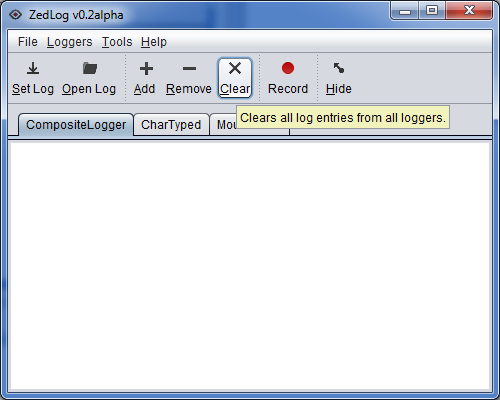 ZedLog v0.2alpha
File Loggers Tools Help
Set Log Open Log Add Remove Clear Record Hide
Clears all log entries from all loggers.
CompositeLogger CharTyped